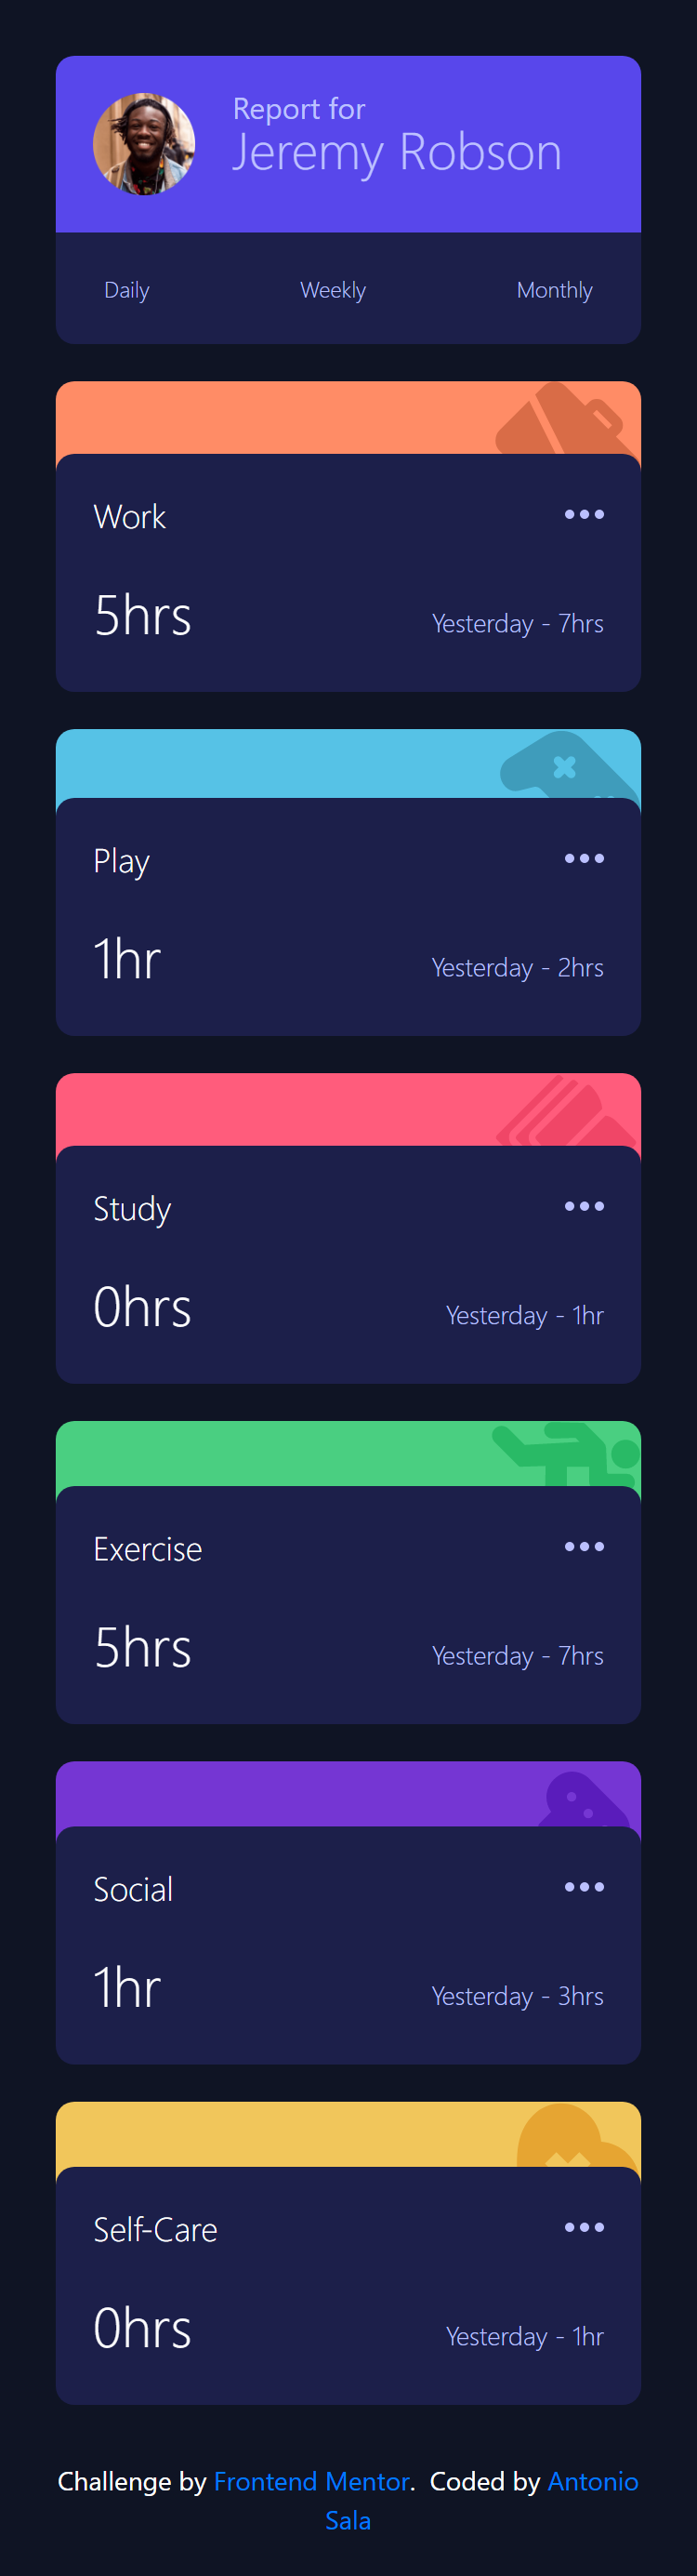 Report for
Jeremy Robson
Daily Weekly Monthly
Work
5hrs Yesterday - 7hrs
Play
1hr Yesterday - 2hrs
Study
0hrs Yesterday - 1hr
Exercise
5hrs Yesterday - 7hrs
Social
1hr Yesterday - 3hrs
Self-Care
0hrs Yesterday - 1hr
Challenge by Frontend Mentor. Coded by Antonio
Sala